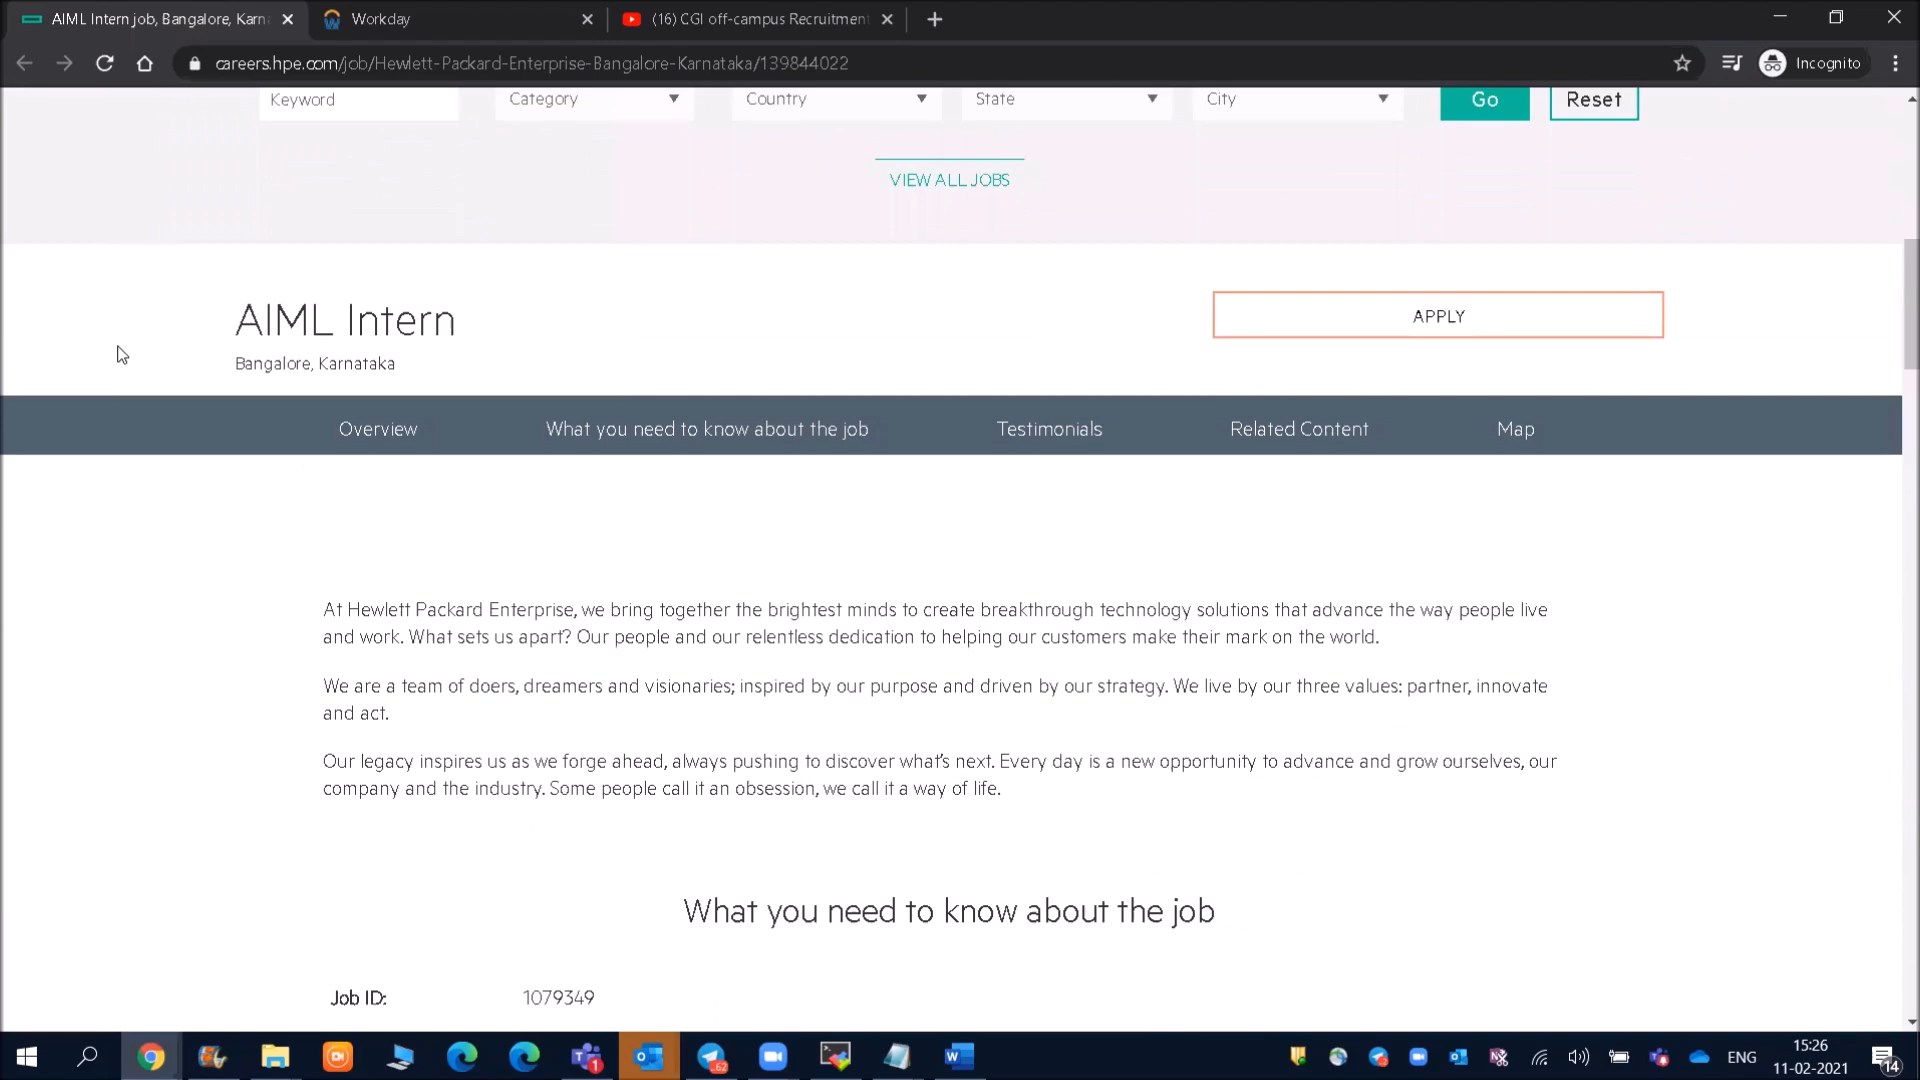 AIML Intern job, Bangalore, Karn
Workday
(16) CGI off-campus Recruitment
careers.hpe.com/job/Hewlett-Packard-Enterprise-Bangalore-Karnataka/139844022
Incognito
Keyword
Category
Country
State
City
Go
Reset
VIEW ALL JOBS
AIML Intern
APPLY
Bangalore, Karnataka
Overview
What you need to know about the job
Testimonials
Related Content
Map
At Hewlett Packard Enterprise, we bring together the brightest minds to create breakthrough technology solutions that advance the way people live
and work. What sets us apart? Our people and our relentless dedication to helping our customers make their mark on the world.
We are a team of doers, dreamers and visionaries; inspired by our purpose and driven by our strategy. We live by our three values: partner, innovate
and act.
Our legacy inspires us as we forge ahead, always pushing to discover what's next. Every day is a new opportunity to advance and grow ourselves, our
company and the industry. Some people call it an obsession, we call it a way of life.
What you need to know about the job
Job ID: 1079349
1
62
ENG
15:26
11-02-2021
14